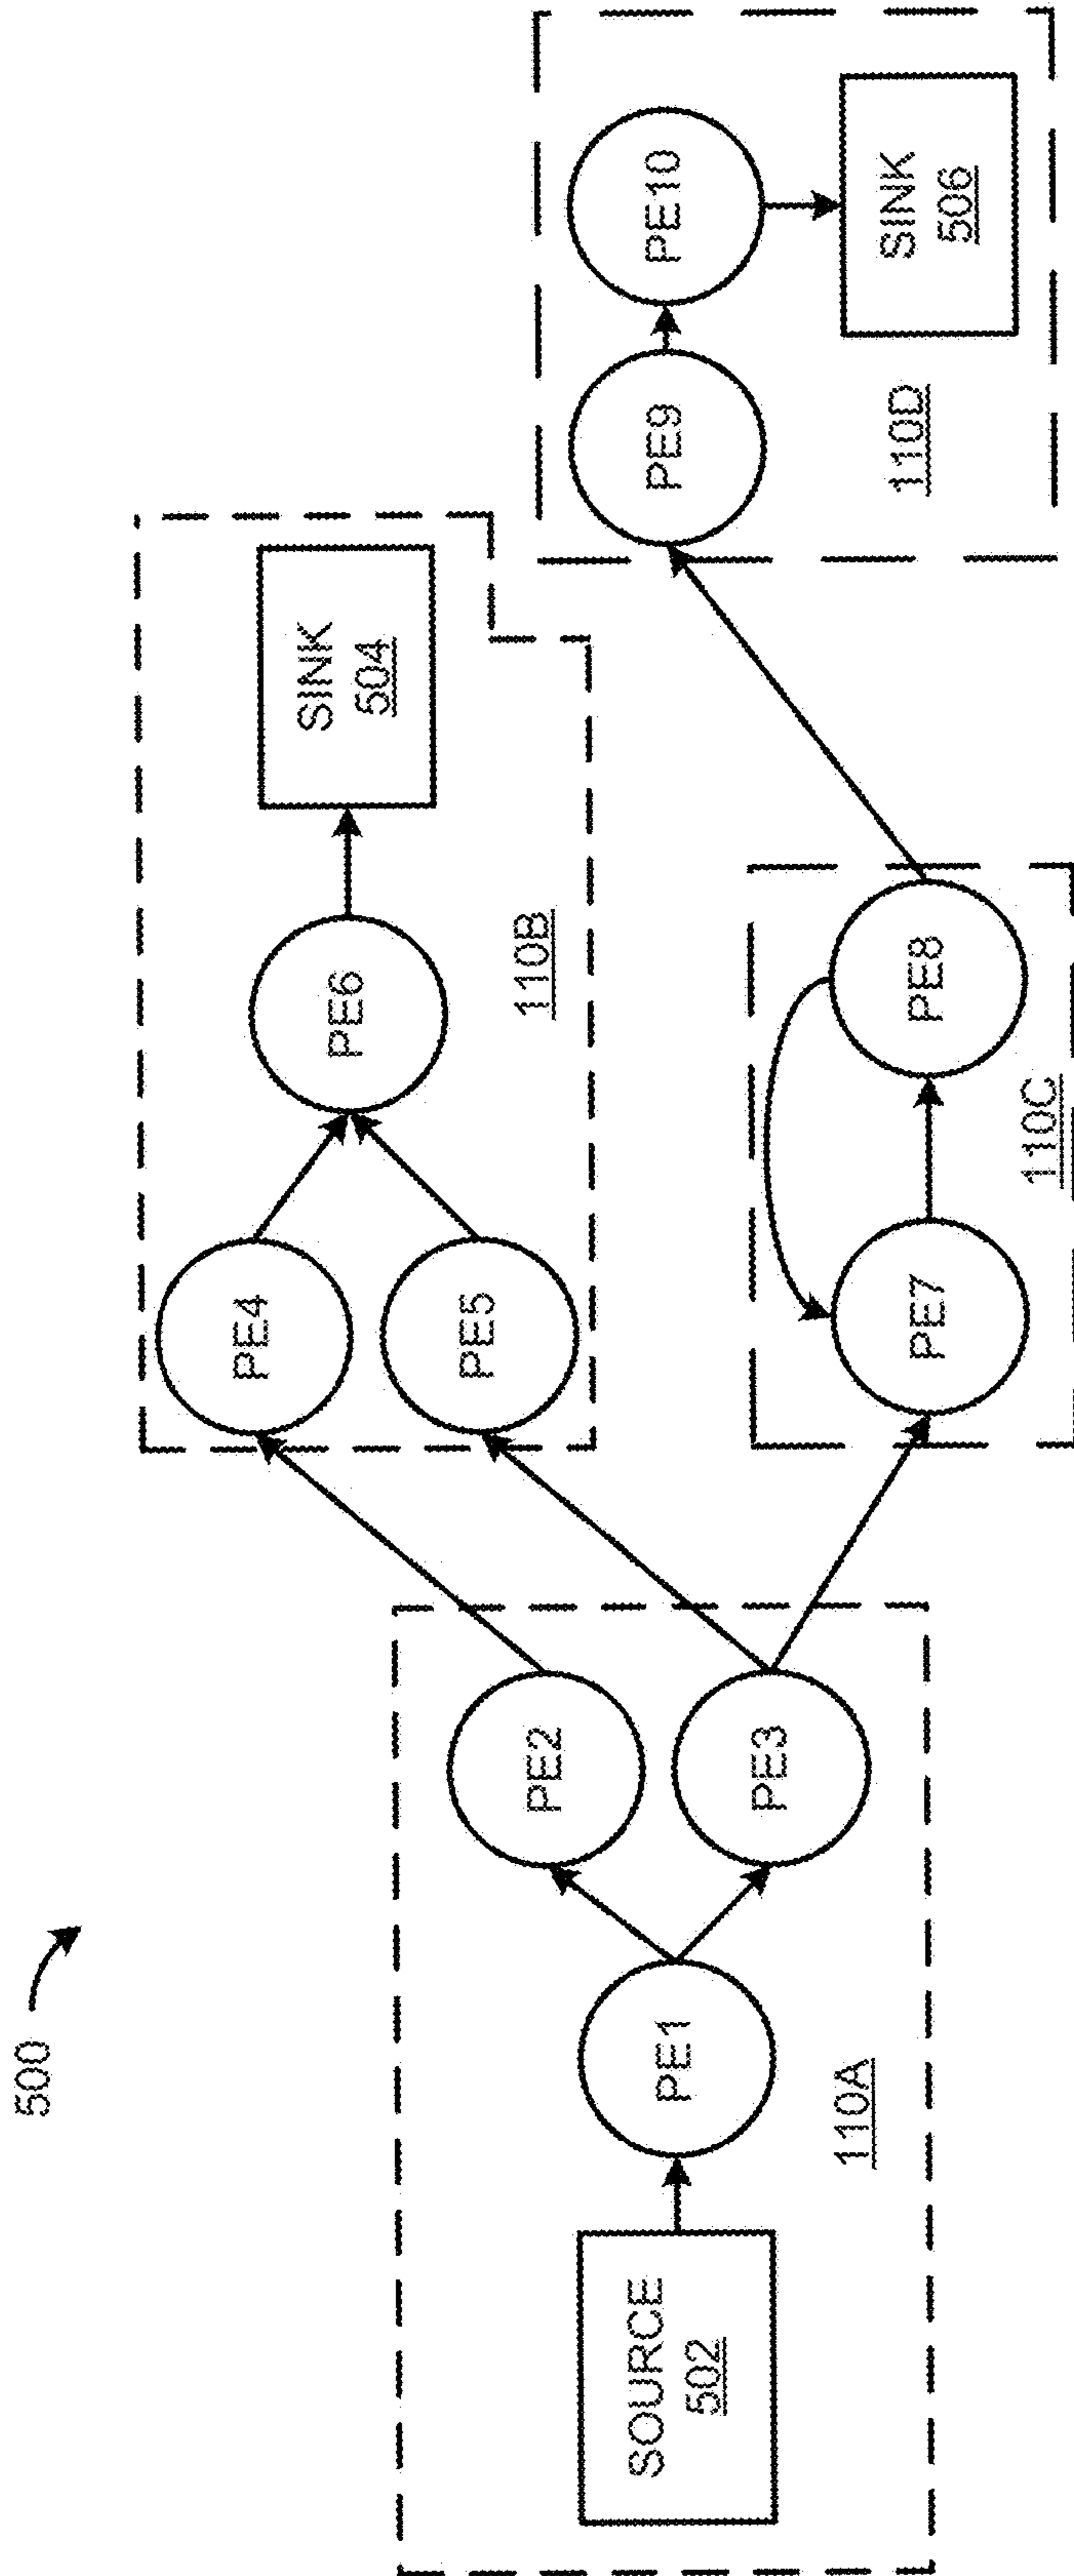 500
SOURCE
502
PE1
110A
PE2
PE3
PE4
PE5
PE6
SINK
504
110B
PE7
PE8
110C
PE9
PE10
SINK
506
110D